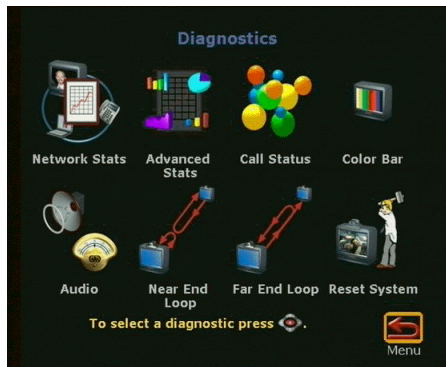 Diagnostics
Network Stats
Advanced
Stats
Call Status
Color Bar
Audio
Near End
Loop
Far End Loop
Reset System
To select a diagnostic press .
Menu